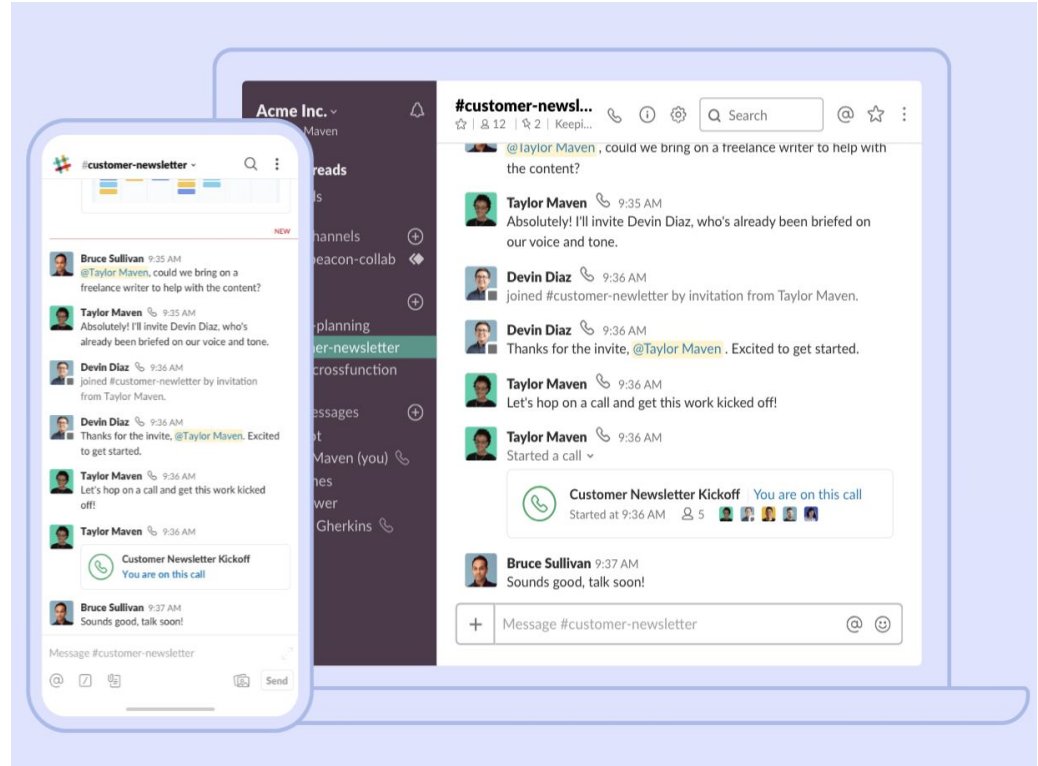 #customer-newsletter
NEW
Bruce Sullivan 9:35 AM
@Taylor Maven, could we bring on a
freelance writer to help with the content?
Taylor Maven 9:35 AM
Absolutely! I'll invite Devin Diaz, who's
already been briefed on our voice and tone.
Devin Diaz 9:36 AM
joined #customer-newletter by invitation
from Taylor Maven.
Devin Diaz 9:36 AM
Thanks for the invite, @Taylor Maven. Excited
to get started.
Taylor Maven 9:36 AM
Let's hop on a call and get this work kicked
off!
Taylor Maven 9:36 AM
Customer Newsletter Kickoff
You are on this call
Bruce Sullivan 9:37 AM
Sounds good, talk soon!
Message #customer-newsletter
@
Send
Acme Inc.
Maven
reads
ls
hannels
eacon-collab
-planning
er-newsletter
crossfunction
essages
ot
Maven (you)
nes
wer
Gherkins
#customer-newsl...
12 | 2 | Keepi...
Search
@
@Taylor Maven , could we bring on a freelance writer to help with
the content?
Taylor Maven 9:35 AM
Absolutely! I'll invite Devin Diaz, who's already been briefed on
our voice and tone.
Devin Diaz 9:36 AM
joined #customer-newletter by invitation from Taylor Maven.
Devin Diaz 9:36 AM
Thanks for the invite, @Taylor Maven . Excited to get started.
Taylor Maven 9:36 AM
Let's hop on a call and get this work kicked off!
Taylor Maven 9:36 AM
Started a call
Customer Newsletter Kickoff | You are on this call
Started at 9:36 AM 5
Bruce Sullivan 9:37 AM
Sounds good, talk soon!
+ Message #customer-newsletter @